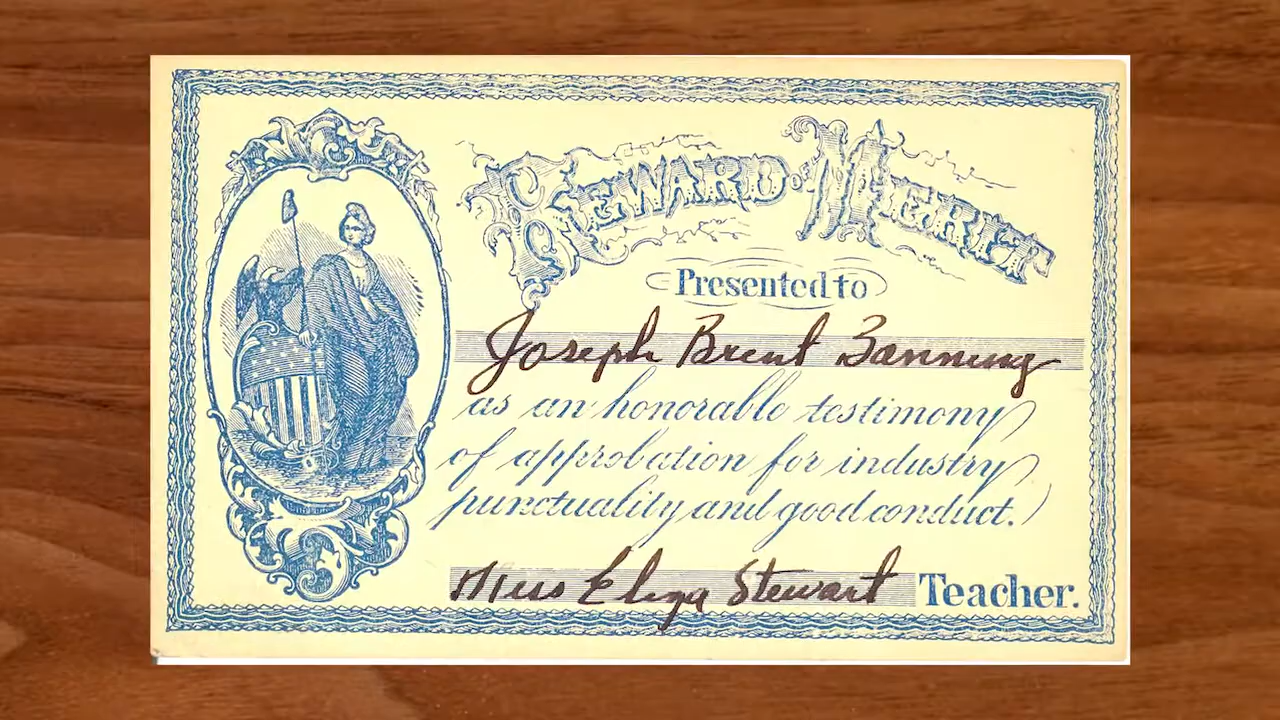 REWARD OF MERIT
Presented to
Joseph Brent Banning
as an honorable testimony
of approbation for industry
punctuality and good conduct.
Miss Eliza Stewart Teacher.